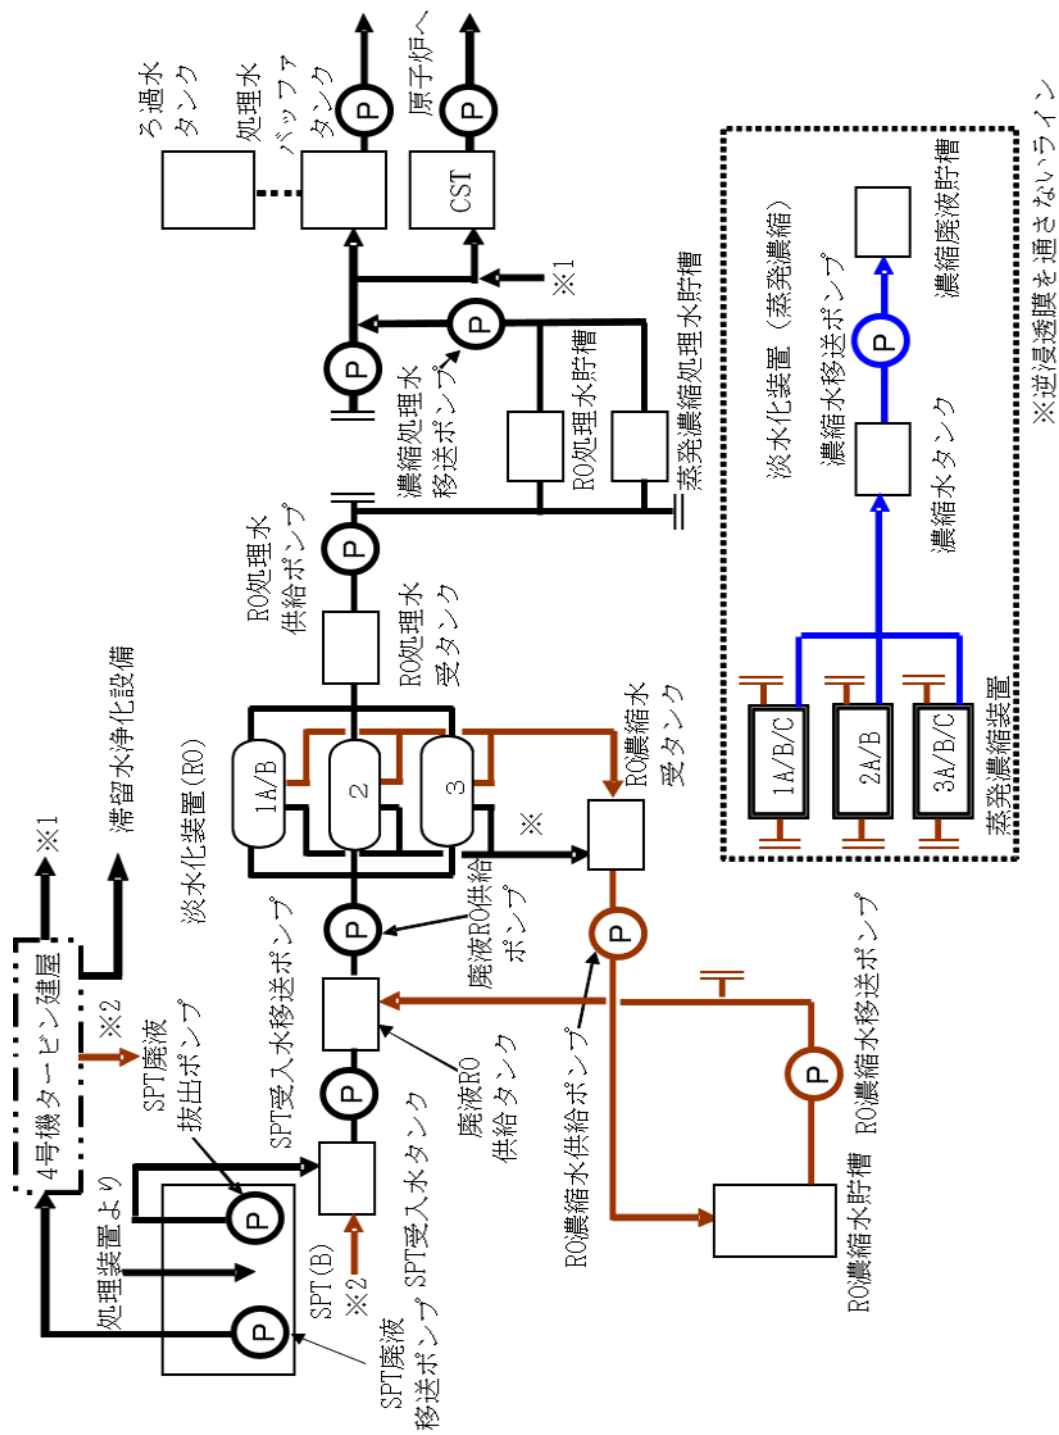 4号機タービン建屋
※1
滞留水浄化設備
※2
処理装置より
SPT廃液
抜出ポンプ
P
P
SPT廃液
移送ポンプ
SPT(B)
※2
SPT受入水タンク
SPT受入水移送ポンプ
P
廃液RO
供給タンク
P
廃液RO供給
ポンプ
淡水化装置(RO)
1A/B
2
3
※
RO濃縮水
受タンク
P
RO濃縮水供給ポンプ
RO濃縮水貯槽
P
RO濃縮水移送ポンプ
RO処理水
受タンク
RO処理水
供給ポンプ
P
P
濃縮処理水
移送ポンプ
P
RO処理水貯槽
蒸発濃縮処理水貯槽
※1
ろ過水
タンク
処理水
バッファ
タンク
P
CST
P
原子炉へ
淡水化装置(蒸発濃縮)
1A/B/C
2A/B
3A/B/C
蒸発濃縮装置
濃縮水タンク
濃縮水移送ポンプ
P
濃縮廃液貯槽
※逆浸透膜を通さないライン